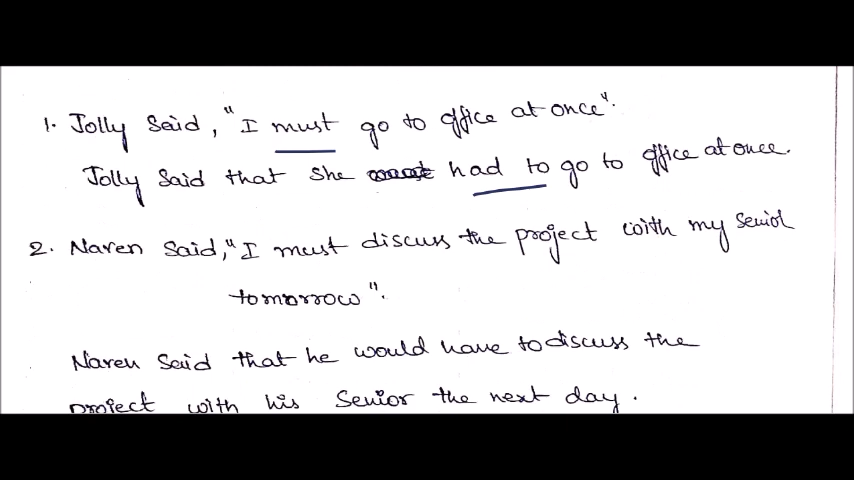 1. Jolly Said, "I must go to office at once".
Jolly Said that she had to go to office at once.
2. Naren Said, "I must discuss the project with my Senior
tomorrow".
Naren Said that he would have to discuss the
project with his Senior the next day.